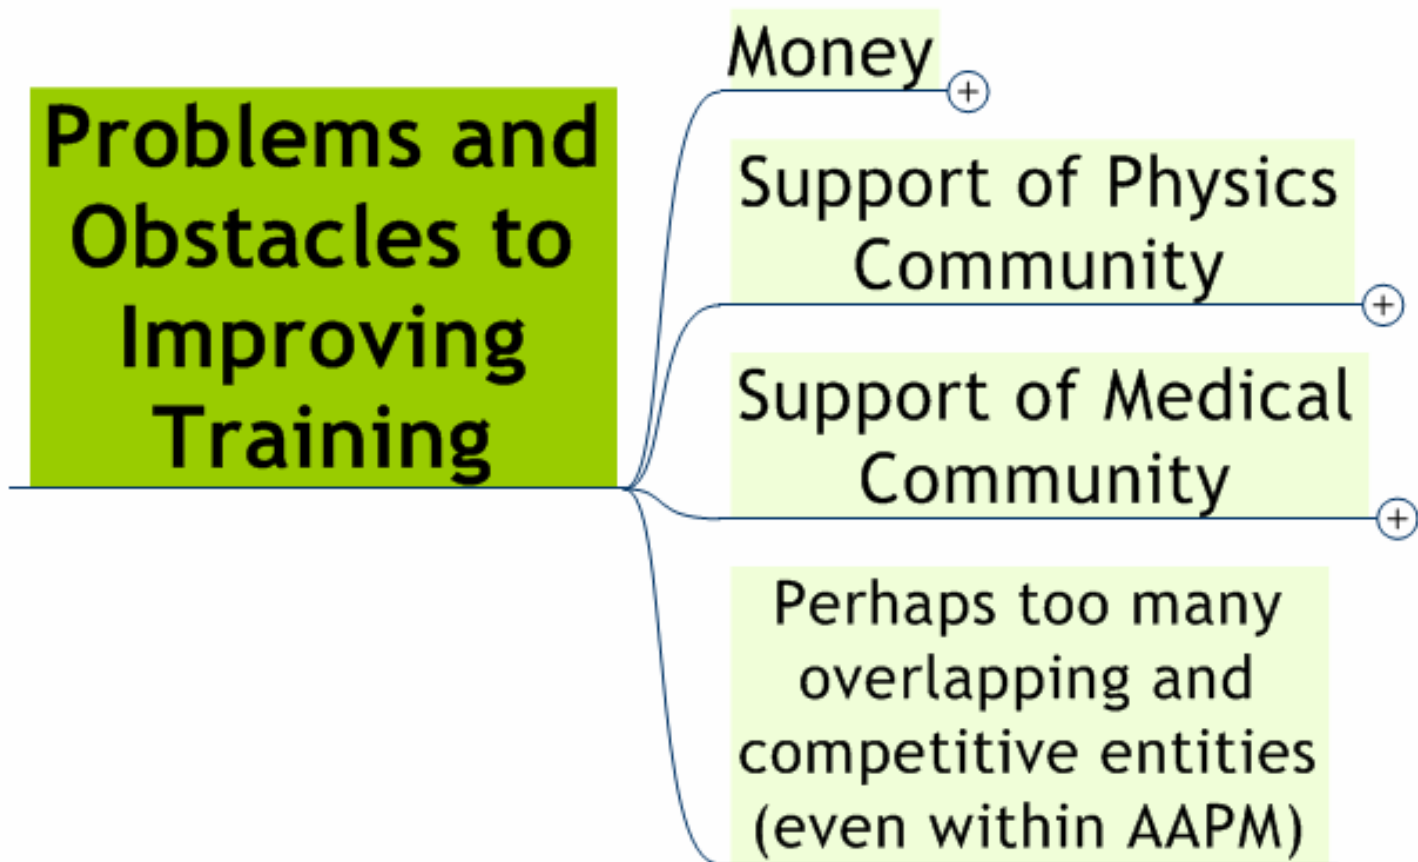 Problems and
Obstacles to
Improving
Training
Money
Support of Physics
Community
Support of Medical
Community
Perhaps too many
overlapping and
competitive entities
(even within AAPM)